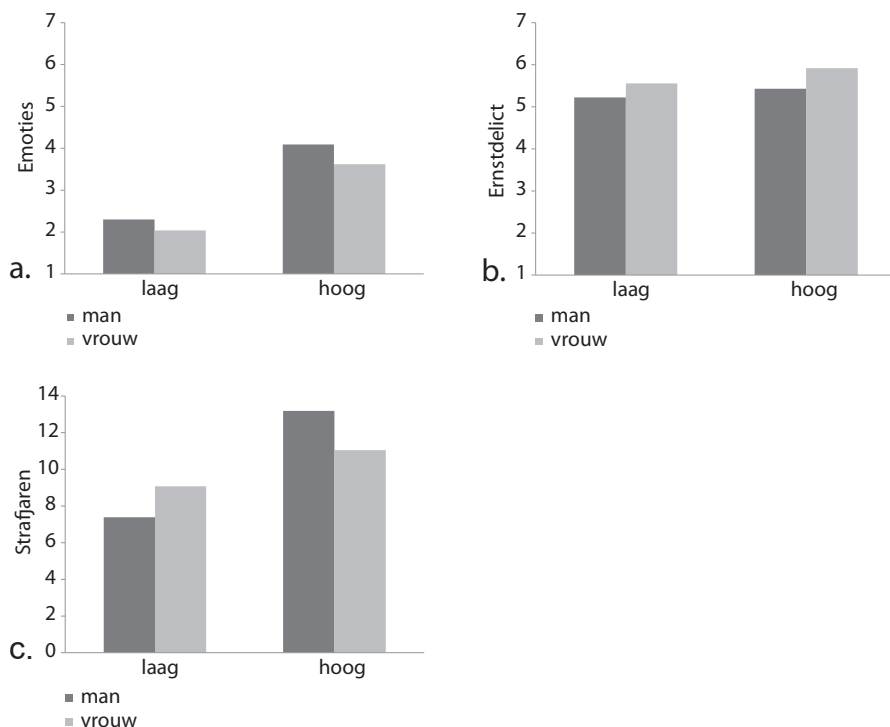 7
6
5
4
3
2
1
Emoties
laag
hoog
a.
man
vrouw
7
6
5
4
3
2
1
Ernstdelict
laag
hoog
b.
man
vrouw
14
12
10
8
6
4
2
0
Strafjaren
laag
hoog
c.
man
vrouw